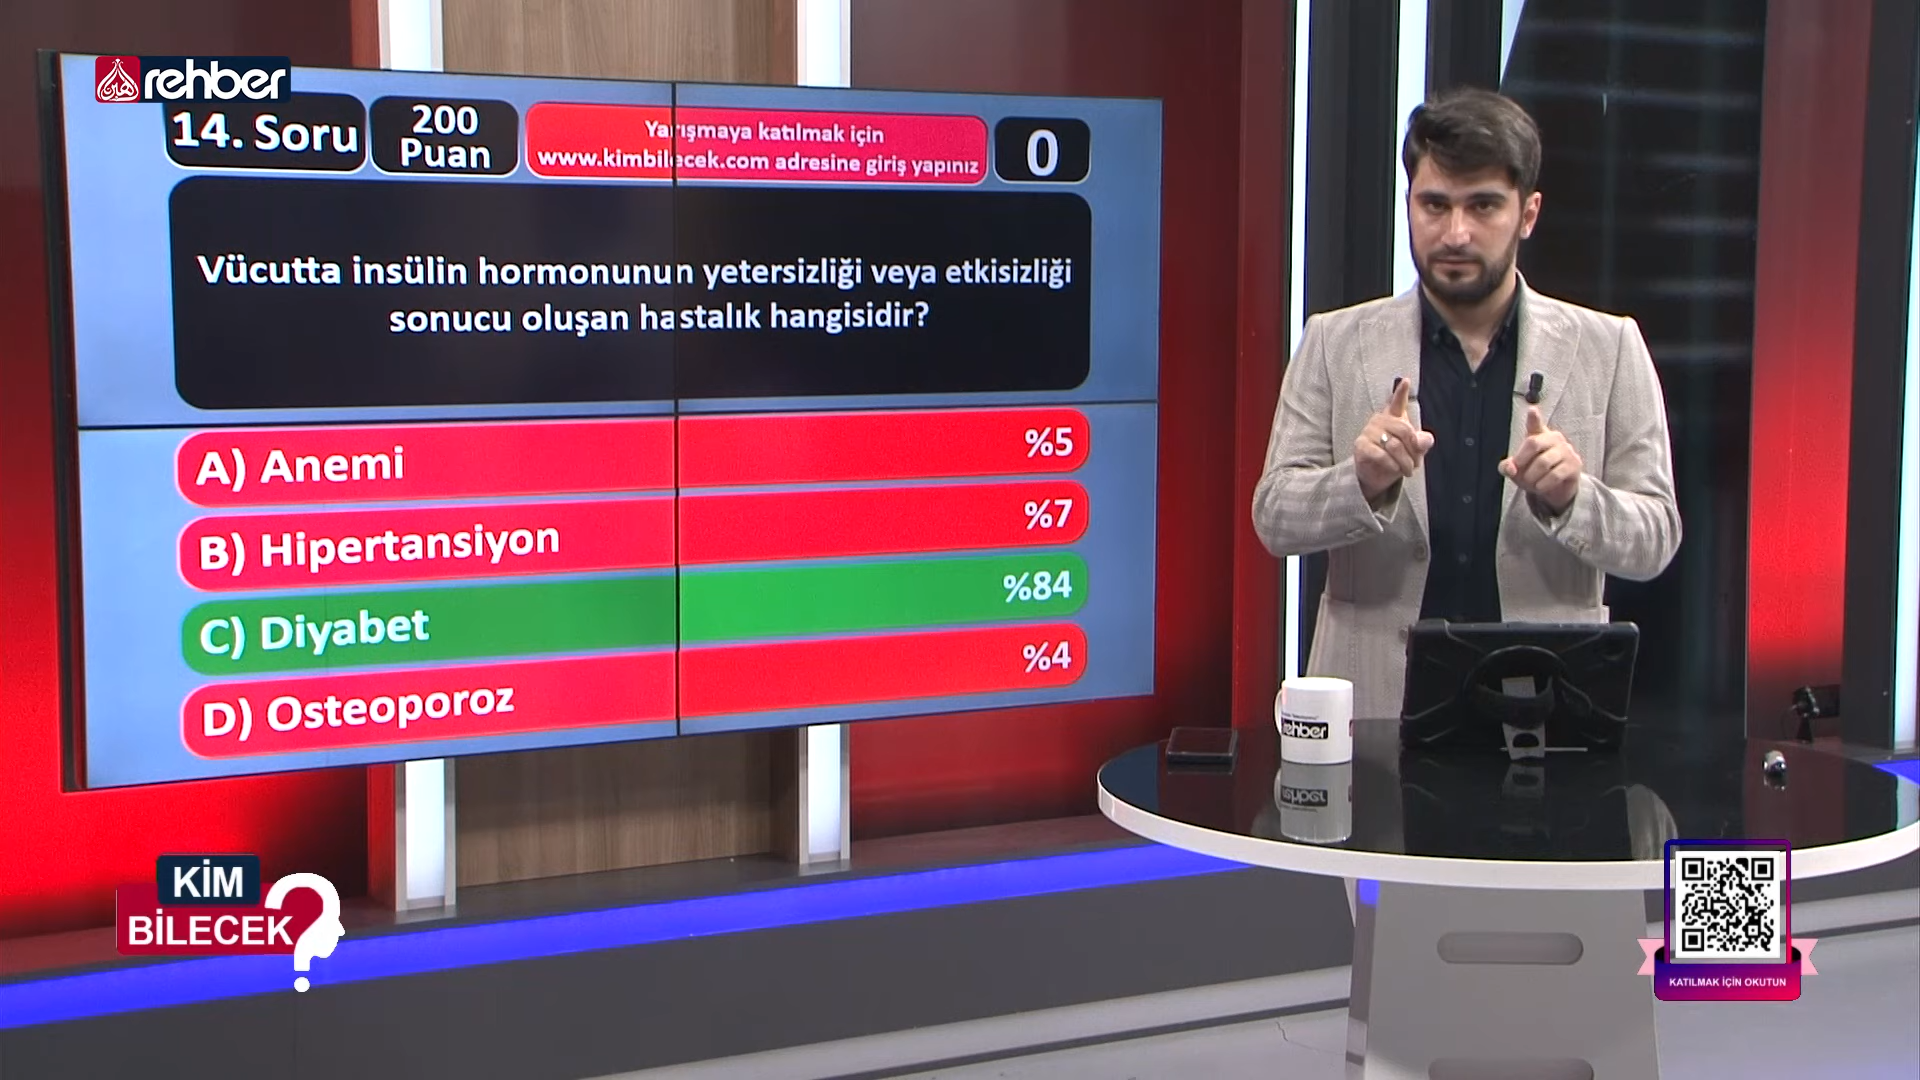 rehber
14. Soru
200
Puan
Yarışmaya katılmak için
www.kimbilecek.com adresine giriş yapınız
0
Vücutta insülin hormonunun yetersizliği veya etkisizliği
sonucu oluşan hastalık hangisidir?
A) Anemi
%5
B) Hipertansiyon
%7
C) Diyabet
%84
D) Osteoporoz
%4
rehber
KİM
BİLECEK?
KATILMAK İÇİN OKUTUN